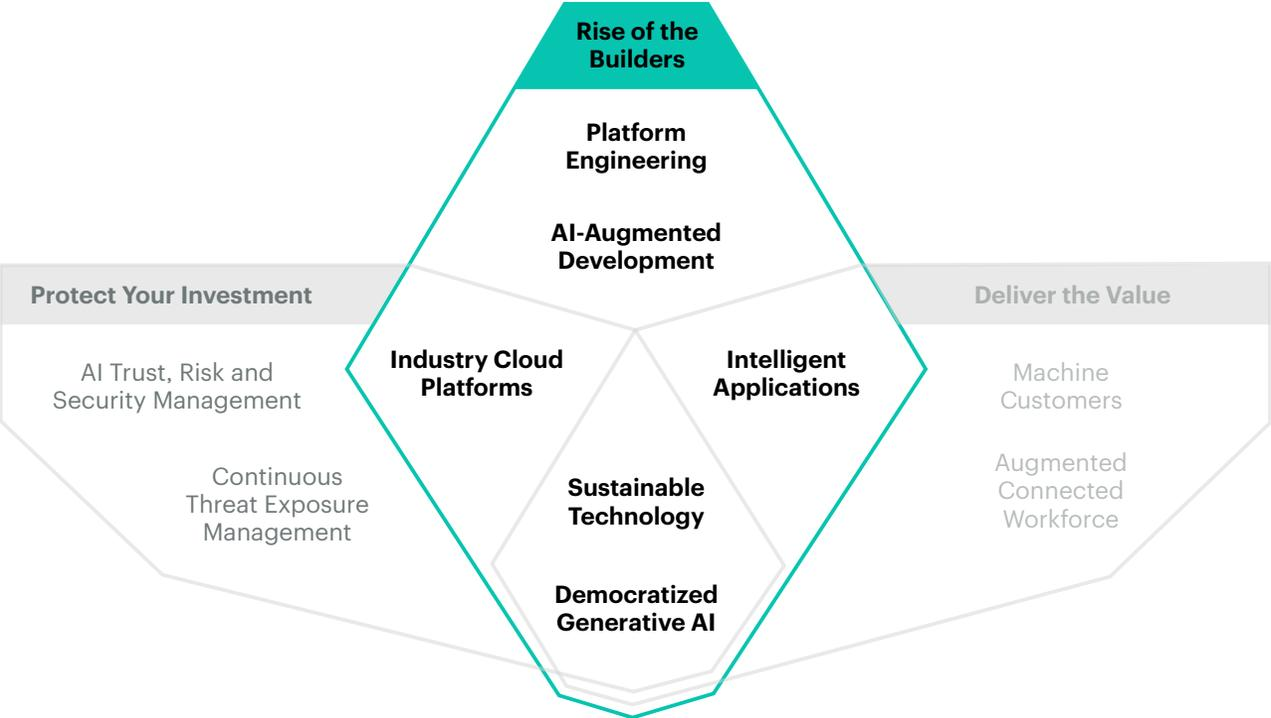 Rise of the
Builders
Platform
Engineering
AI-Augmented
Development
Protect Your Investment
Deliver the Value
AI Trust, Risk and
Security Management
Continuous
Threat Exposure
Management
Industry Cloud
Platforms
Intelligent
Applications
Sustainable
Technology
Democratized
Generative AI
Machine
Customers
Augmented
Connected
Workforce